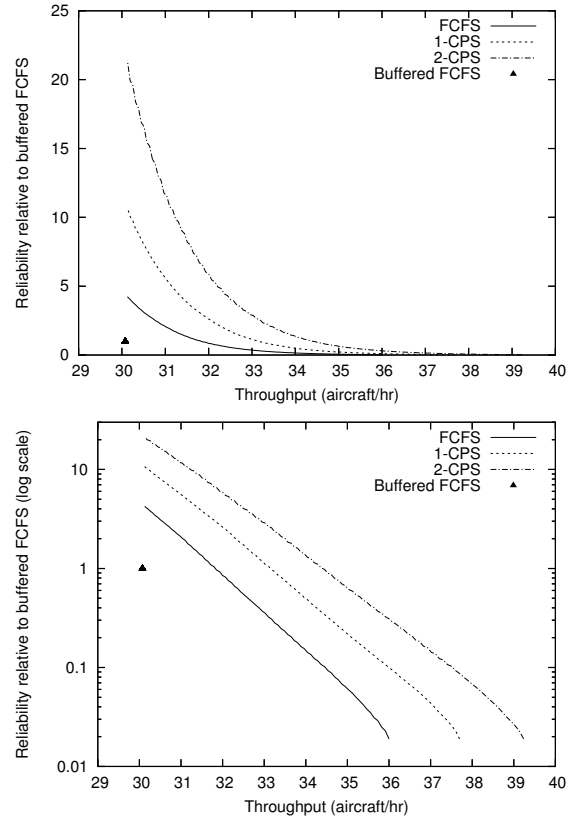 Reliability relative to buffered FCFS
25
20
15
10
5
0
FCFS
1-CPS
2-CPS
Buffered FCFS
29 30 31 32 33 34 35 36 37 38 39 40
Throughput (aircraft/hr)
Reliability relative to buffered FCFS (log scale)
10
1
0.1
0.01
FCFS
1-CPS
2-CPS
Buffered FCFS
29 30 31 32 33 34 35 36 37 38 39 40
Throughput (aircraft/hr)